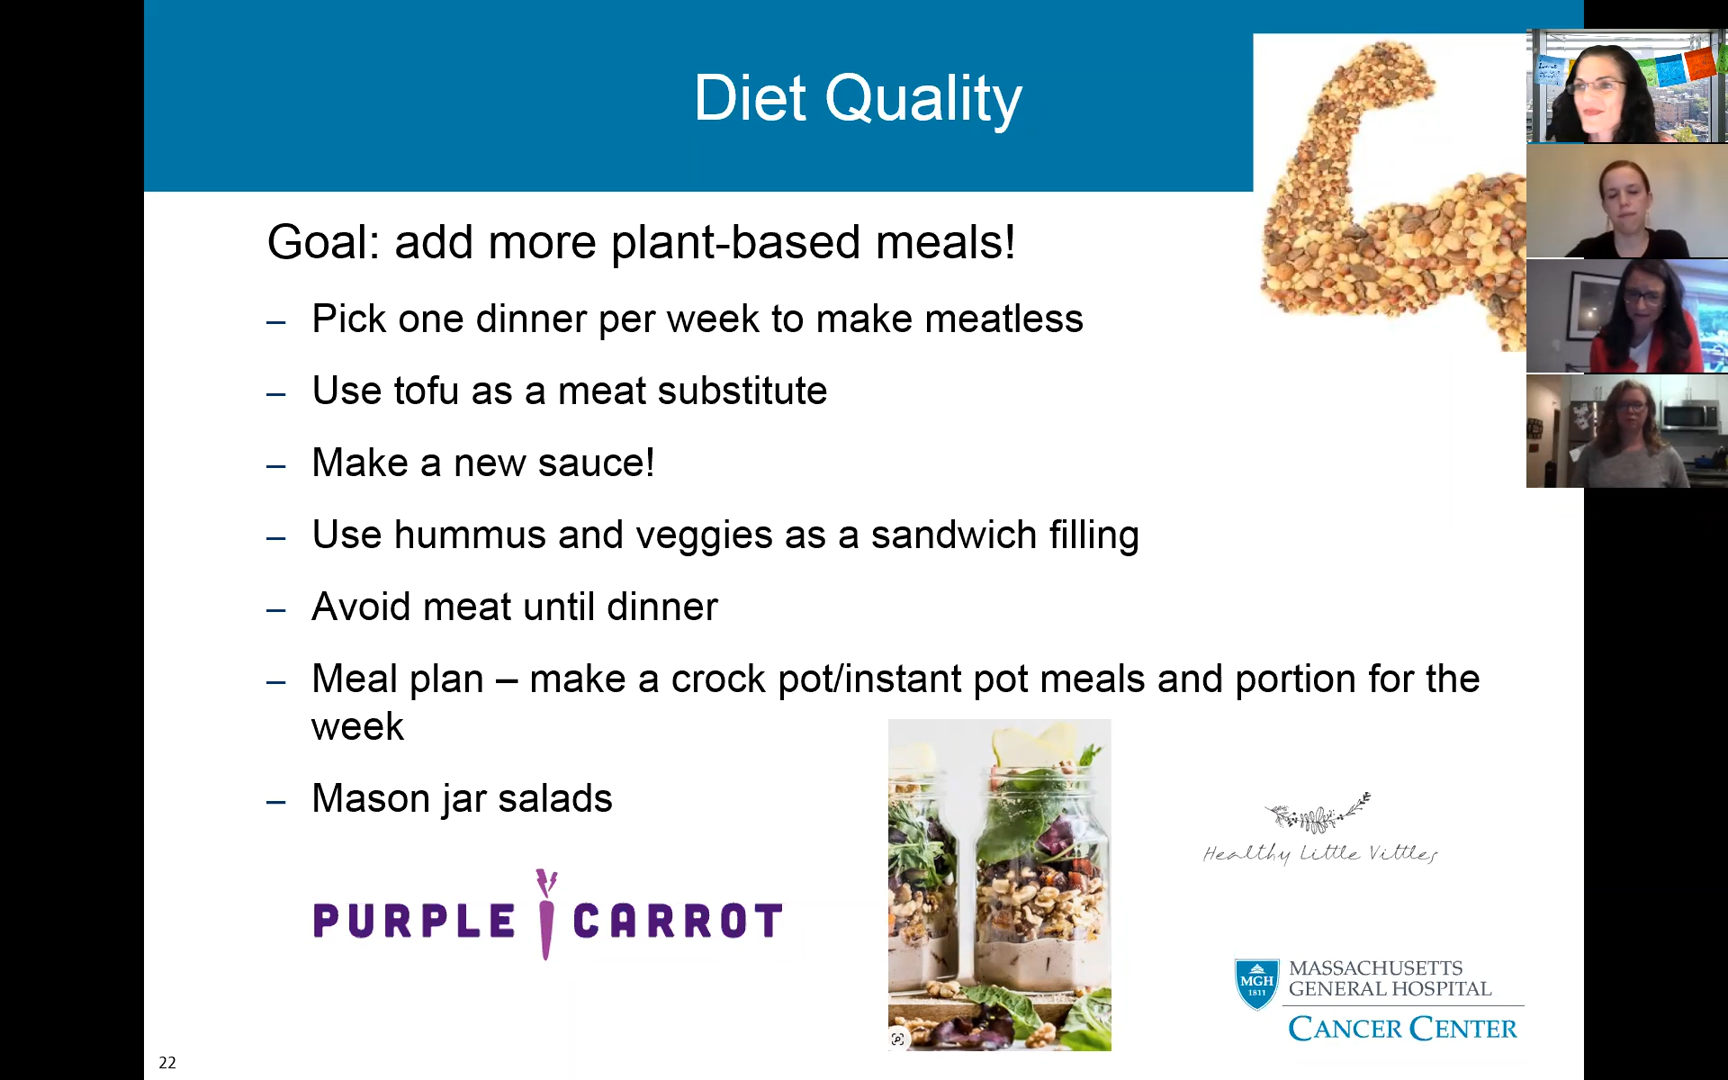 Diet Quality
Goal: add more plant-based meals!
– Pick one dinner per week to make meatless
– Use tofu as a meat substitute
– Make a new sauce!
– Use hummus and veggies as a sandwich filling
– Avoid meat until dinner
– Meal plan – make a crock pot/instant pot meals and portion for the
week
– Mason jar salads
Healthy Little Vittles
PURPLE CARROT
MGH
1811
MASSACHUSETTS
GENERAL HOSPITAL
CANCER CENTER
22